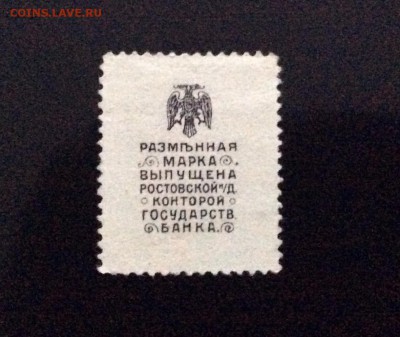 COINS.LAVE.RU
РАЗМѢННАЯ
МАРКА.
ВЫПУЩЕНА
РОСТОВСКОЙ Н/Д.
КОНТОРОЙ
ГОСУДАРСТВ.
БАНКА.